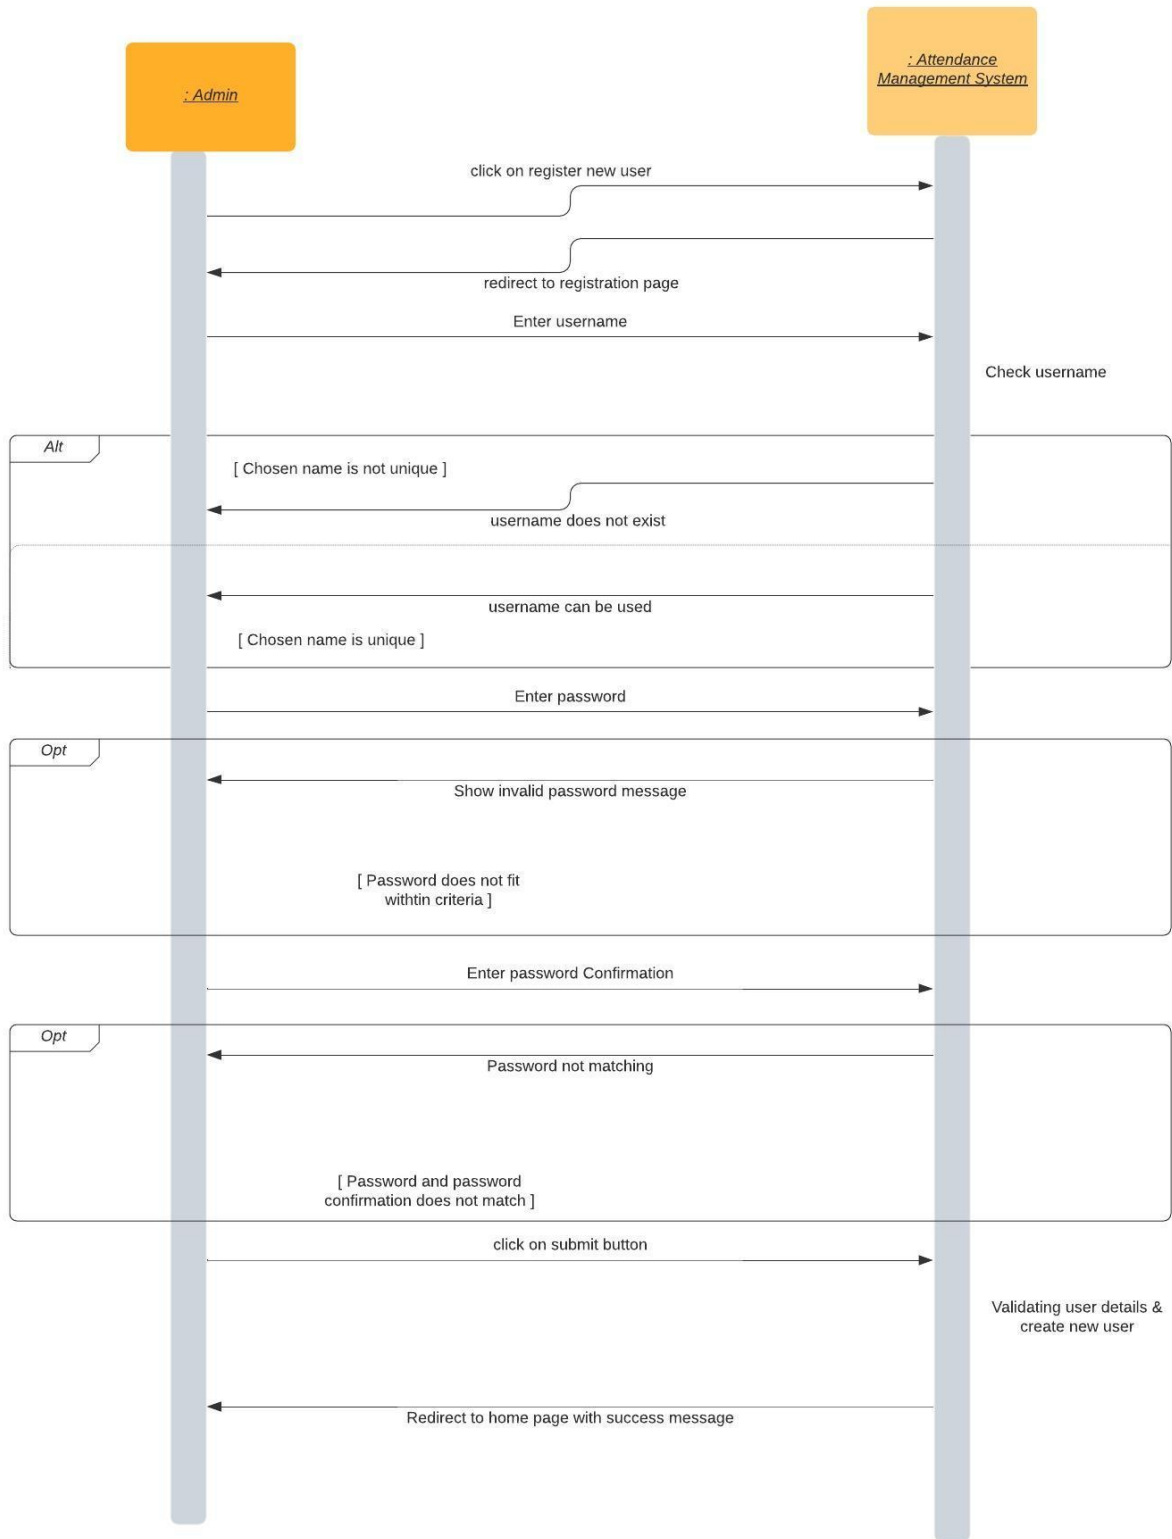 : Attendance
Management System
: Admin
click on register new user
redirect to registration page
Enter username
Check username
Alt
[ Chosen name is not unique ]
username does not exist
username can be used
[ Chosen name is unique ]
Enter password
Opt
Show invalid password message
[ Password does not fit
withtin criteria ]
Enter password Confirmation
Opt
Password not matching
[ Password and password
confirmation does not match ]
click on submit button
Validating user details &
create new user
Redirect to home page with success message